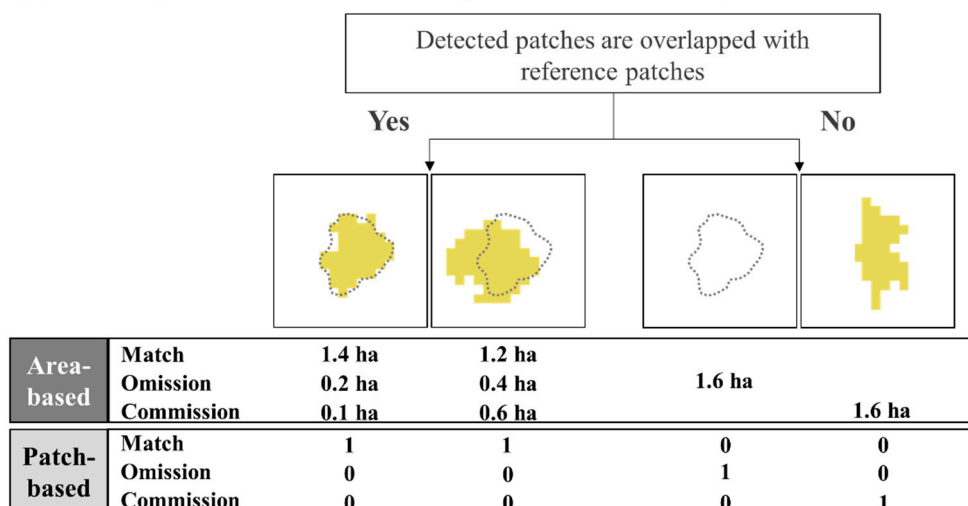 Detected patches are overlapped with
reference patches
Yes
No
Area-
based
Match 1.4 ha 1.2 ha
Omission 0.2 ha 0.4 ha 1.6 ha
Commission 0.1 ha 0.6 ha 1.6 ha
Patch-
based
Match 1 1 0 0
Omission 0 0 1 0
Commission 0 0 0 1